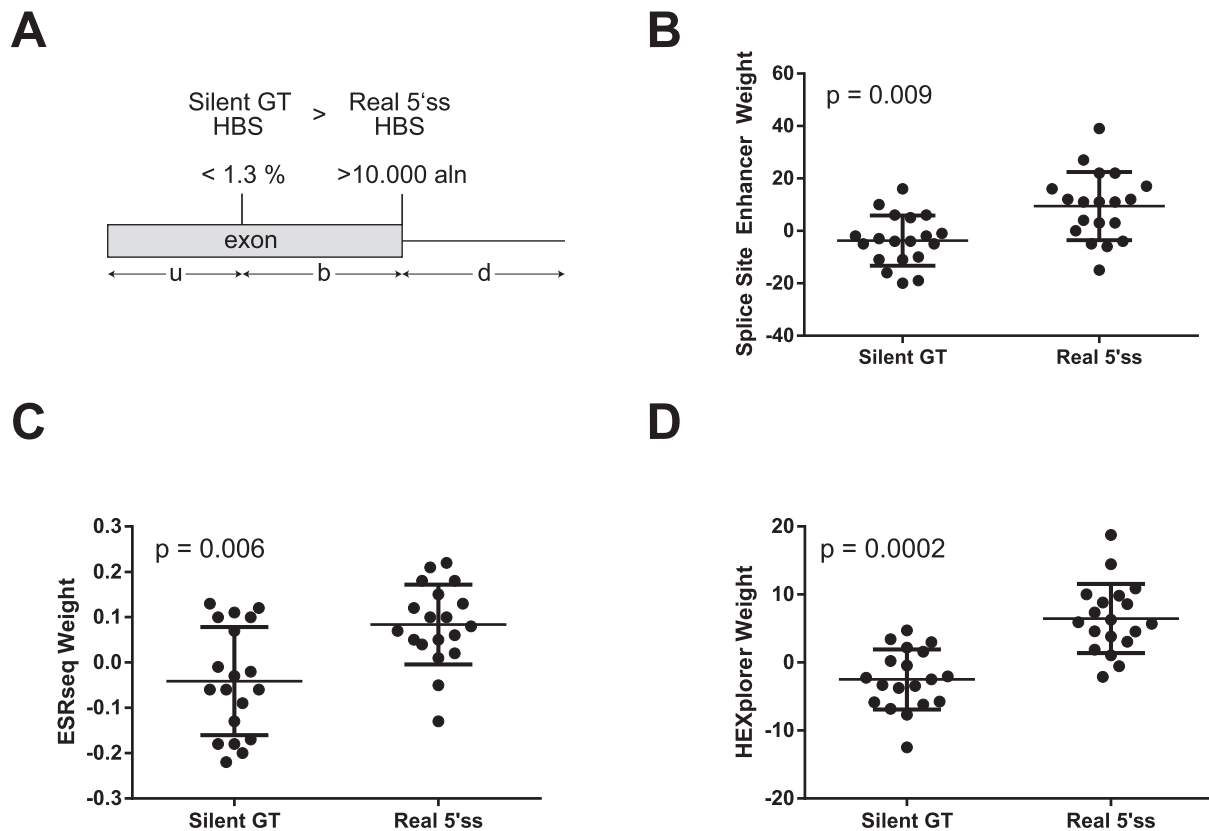 A
Silent GT > Real 5‘ss
HBS HBS
< 1.3 % >10.000 aln
exon
u b d
B
Splice Site Enhancer Weight
60
40
20
0
-20
-40
p = 0.009
Silent GT Real 5'ss
C
ESRseq Weight
0.3
0.2
0.1
0.0
-0.1
-0.2
-0.3
p = 0.006
Silent GT Real 5'ss
D
HEXplorer Weight
20
10
0
-10
-20
p = 0.0002
Silent GT Real 5'ss